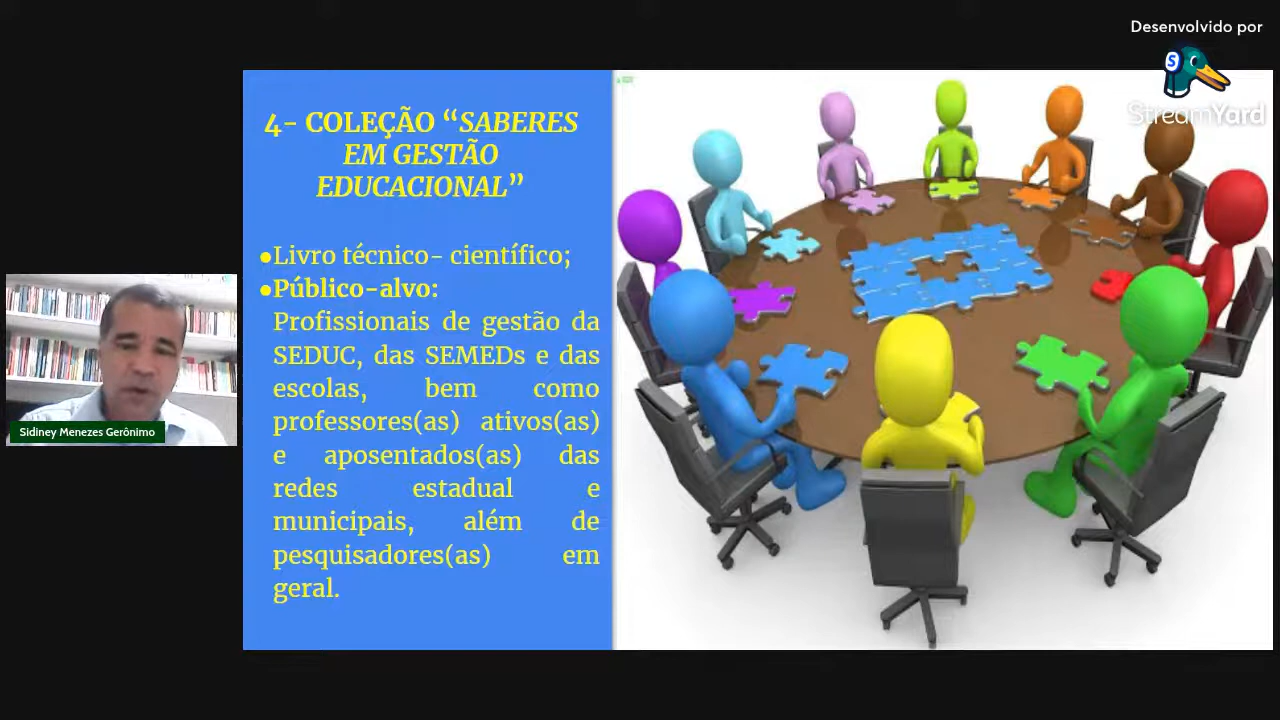 Desenvolvido por
StreamYard
4- COLEÇÃO “SABERES
EM GESTÃO
EDUCACIONAL”
●Livro técnico- científico;
●Público-alvo:
Profissionais de gestão da
SEDUC, das SEMEDs e das
escolas, bem como
professores(as) ativos(as)
e aposentados(as) das
redes estadual e
municipais, além de
pesquisadores(as) em
geral.
Sidney Menezes Gerônimo